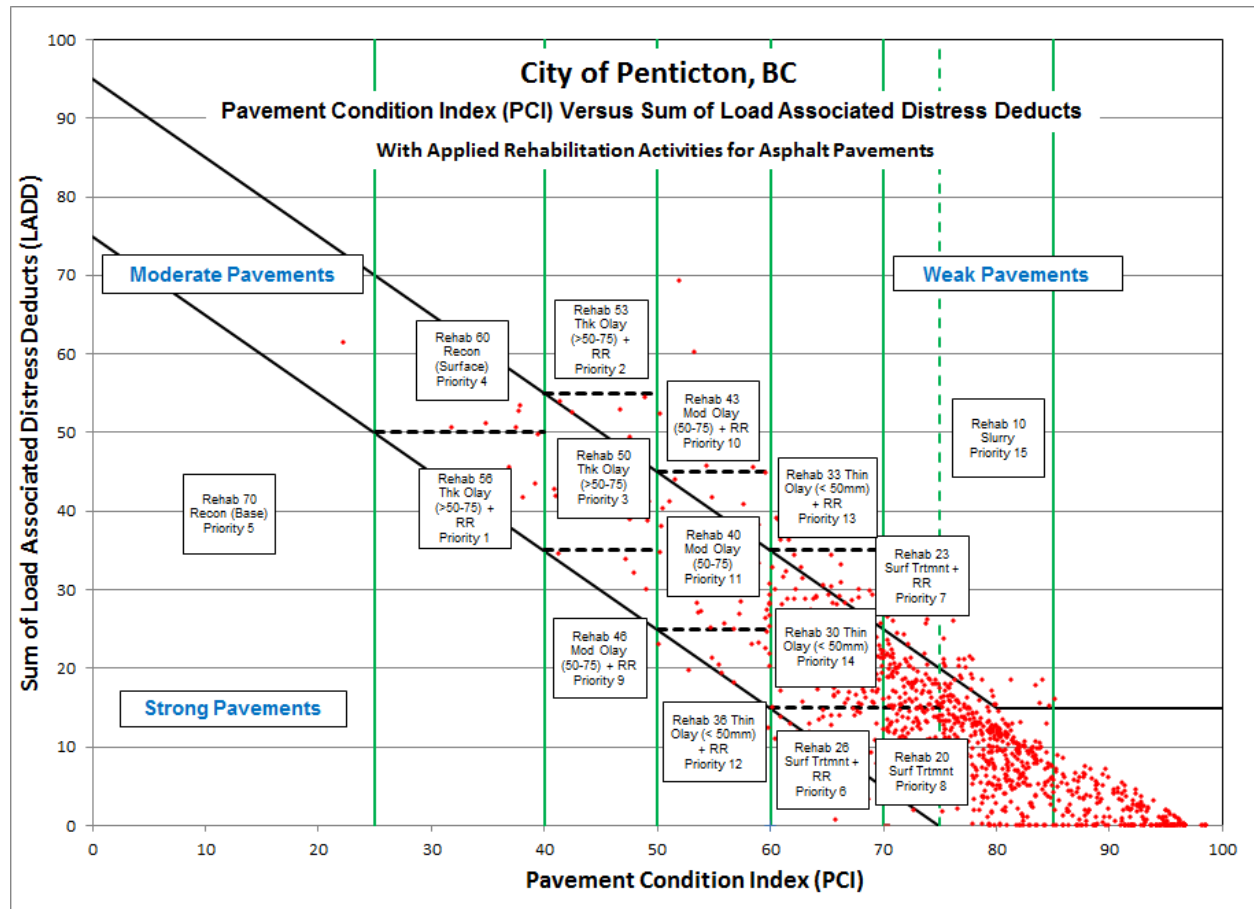 City of Penticton, BC
Pavement Condition Index (PCI) Versus Sum of Load Associated Distress Deducts
With Applied Rehabilitation Activities for Asphalt Pavements
Sum of Load Associated Distress Deducts (LADD)
100
90
80
70
60
50
40
30
20
10
0
Moderate Pavements
Weak Pavements
Strong Pavements
Rehab 53
Thk Olay
(>50-75) +
RR
Priority 2
Rehab 60
Recon
(Surface)
Priority 4
Rehab 43
Mod Olay
(50-75) + RR
Priority 10
Rehab 10
Slurry
Priority 15
Rehab 70
Recon (Base)
Priority 5
Rehab 56
Thk Olay
(>50-75) +
RR
Priority 1
Rehab 50
Thk Olay
(>50-75)
Priority 3
Rehab 33 Thin
Olay (< 50mm)
+ RR
Priority 13
Rehab 40
Mod Olay
(50-75)
Priority 11
Rehab 23
Surf Trtmnt +
RR
Priority 7
Rehab 46
Mod Olay
(50-75) + RR
Priority 9
Rehab 30 Thin
Olay (< 50mm)
Priority 14
Rehab 36 Thin
Olay (< 50mm)
+ RR
Priority 12
Rehab 26
Surf Trtmnt +
RR
Priority 6
Rehab 20
Surf Trtmnt
Priority 8
0 10 20 30 40 50 60 70 80 90 100
Pavement Condition Index (PCI)